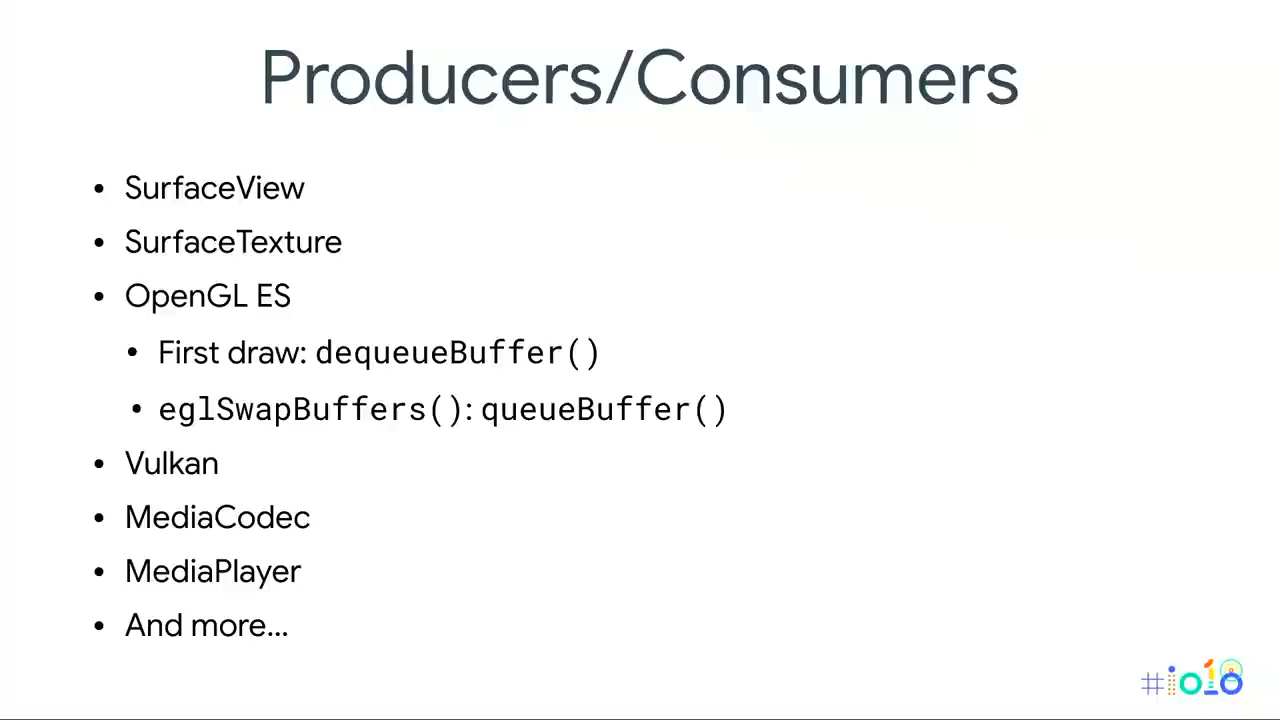 Producers/Consumers
• SurfaceView
• SurfaceTexture
• OpenGL ES
• First draw: dequeueBuffer()
• eglSwapBuffers(): queueBuffer()
• Vulkan
• MediaCodec
• MediaPlayer
• And more…
#io18